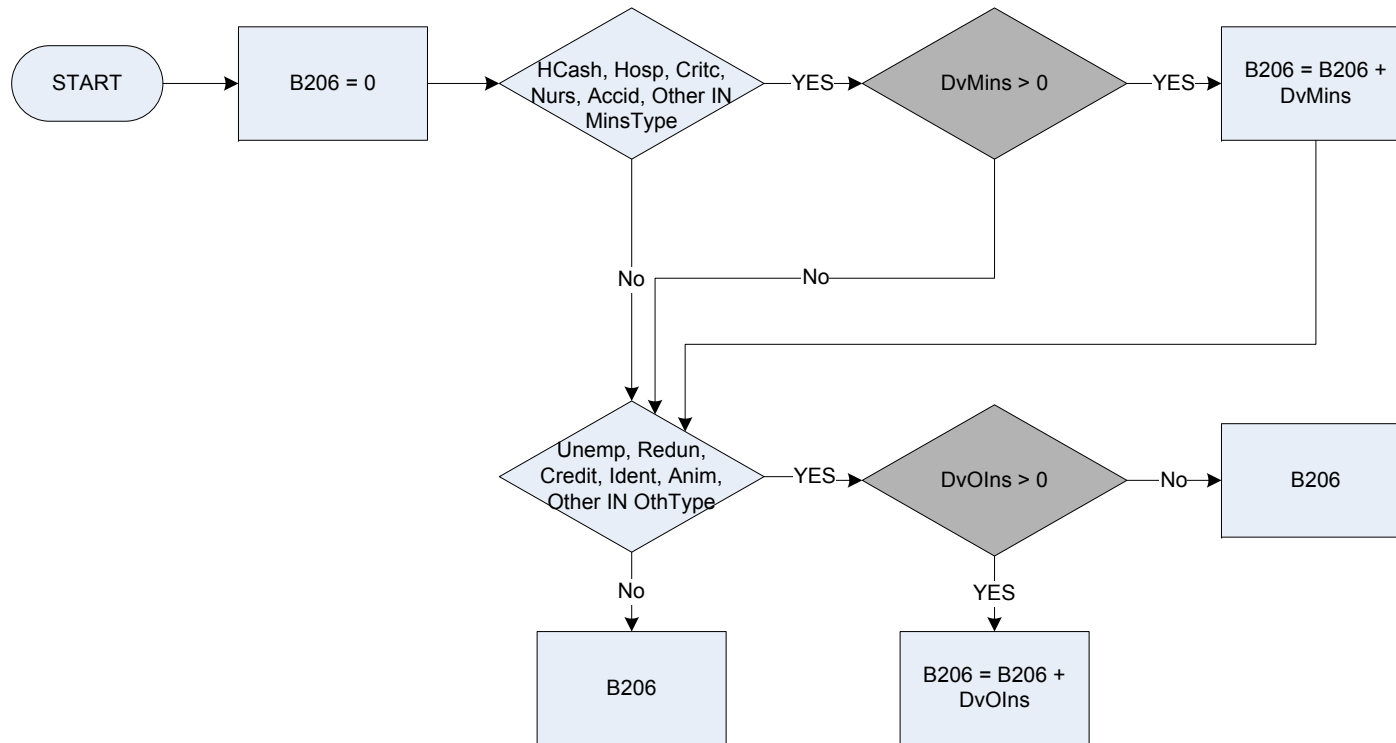 START
B206 = 0
HCash, Hosp, Critc,
Nurs, Accid, Other IN
MinsType
YES
DvMins > 0
YES
B206 = B206 +
DvMins
No
No
Unemp, Redun,
Credit, Ident, Anim,
Other IN OthType
YES
DvOIns > 0
No
B206
No
YES
B206
B206 = B206 +
DvOIns